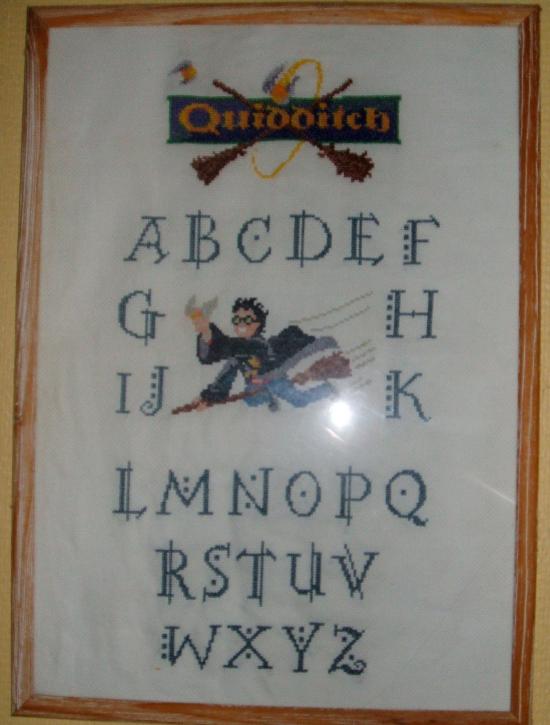 Quidditch
ABCDEF
G H
IJ K
LMNOPQ
RSTUV
WXYZ